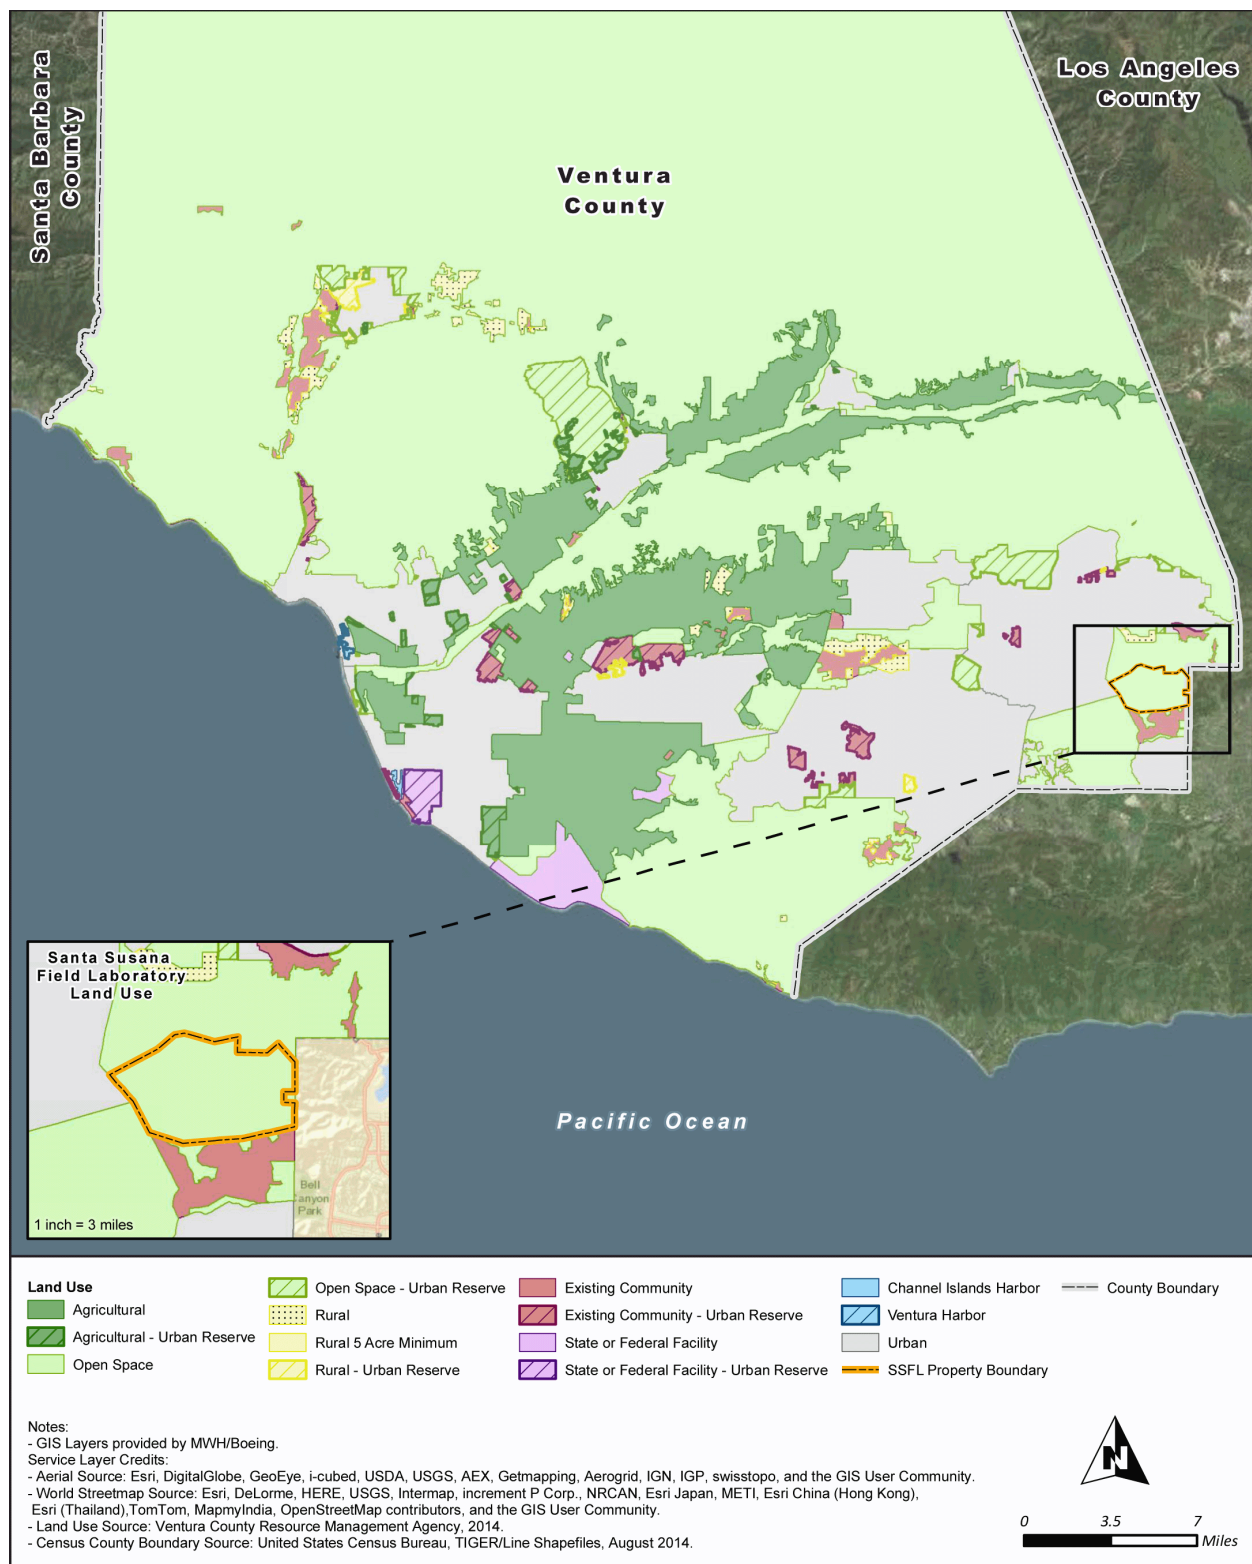 Santa Barbara
County
Los Angeles
County
Ventura
County
Santa Susana
Field Laboratory
Land Use
Bell
Canyon
Park
1 inch = 3 miles
Pacific Ocean
Land Use
Agricultural
Agricultural - Urban Reserve
Open Space
Open Space - Urban Reserve
Rural
Rural 5 Acre Minimum
Rural - Urban Reserve
Existing Community
Existing Community - Urban Reserve
State or Federal Facility
State or Federal Facility - Urban Reserve
Channel Islands Harbor
Ventura Harbor
Urban
SSFL Property Boundary
County Boundary
Notes:
- GIS Layers provided by MWH/Boeing.
Service Layer Credits:
- Aerial Source: Esri, DigitalGlobe, GeoEye, i-cubed, USDA, USGS, AEX, Getmapping, Aerogrid, IGN, IGP, swisstopo, and the GIS User Community.
- World Streetmap Source: Esri, DeLorme, HERE, USGS, Intermap, increment P Corp., NRCAN, Esri Japan, METI, Esri China (Hong Kong),
Esri (Thailand),TomTom, MapmyIndia, OpenStreetMap contributors, and the GIS User Community.
- Land Use Source: Ventura County Resource Management Agency, 2014.
- Census County Boundary Source: United States Census Bureau, TIGER/Line Shapefiles, August 2014.
N
0 3.5 7
Miles